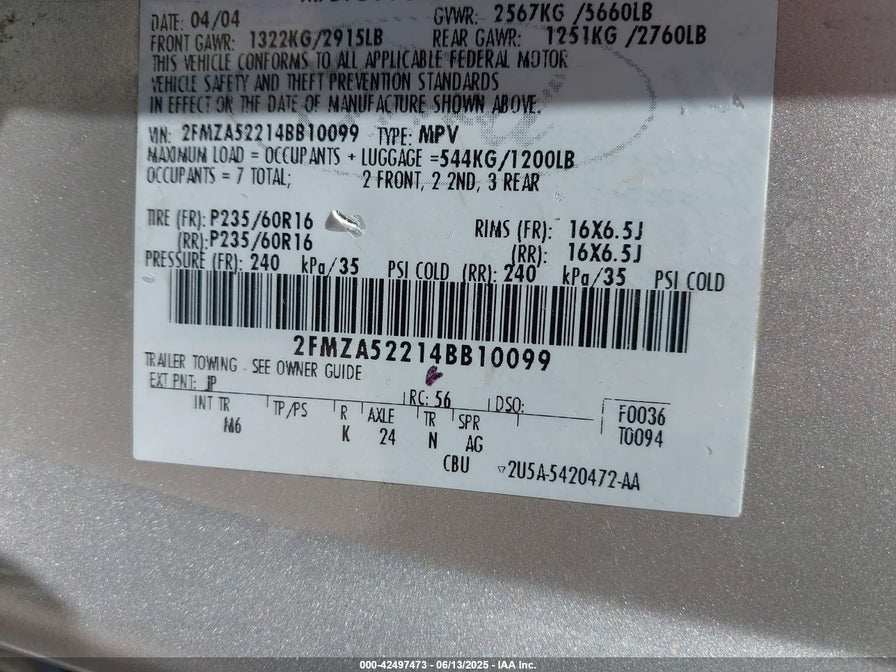 DATE: 04/04 GVWR: 2567KG /5660LB
FRONT GAWR: 1322KG/2915LB REAR GAWR: 1251KG /2760LB
THIS VEHICLE CONFORMS TO ALL APPLICABLE FEDERAL MOTOR
VEHICLE SAFETY AND THEFT PREVENTION STANDARDS
IN EFFECT ON THE DATE OF MANUFACTURE SHOWN ABOVE.
VIN: 2FMZA52214BB10099 TYPE: MPV
MAXIMUM LOAD = OCCUPANTS + LUGGAGE =544KG/1200LB
OCCUPANTS = 7 TOTAL; 2 FRONT, 2 2ND, 3 REAR
TIRE (FR): P235/60R16 RIMS (FR): 16X6.5J
(RR): P235/60R16 (RR): 16X6.5J
PRESSURE (FR): 240 kPa/35 PSI COLD (RR): 240 kPa/35 PSI COLD
2FMZA52214BB10099
TRAILER TOWING - SEE OWNER GUIDE
EXT PNT: JP RC: 56 DSO:
INT TR TP/PS R AXLE TR SPR F0036
M6 K 24 N AG T0094
CBU ▽2U5A-5420472-AA
000-42497473 - 06/13/2025 - IAA Inc.